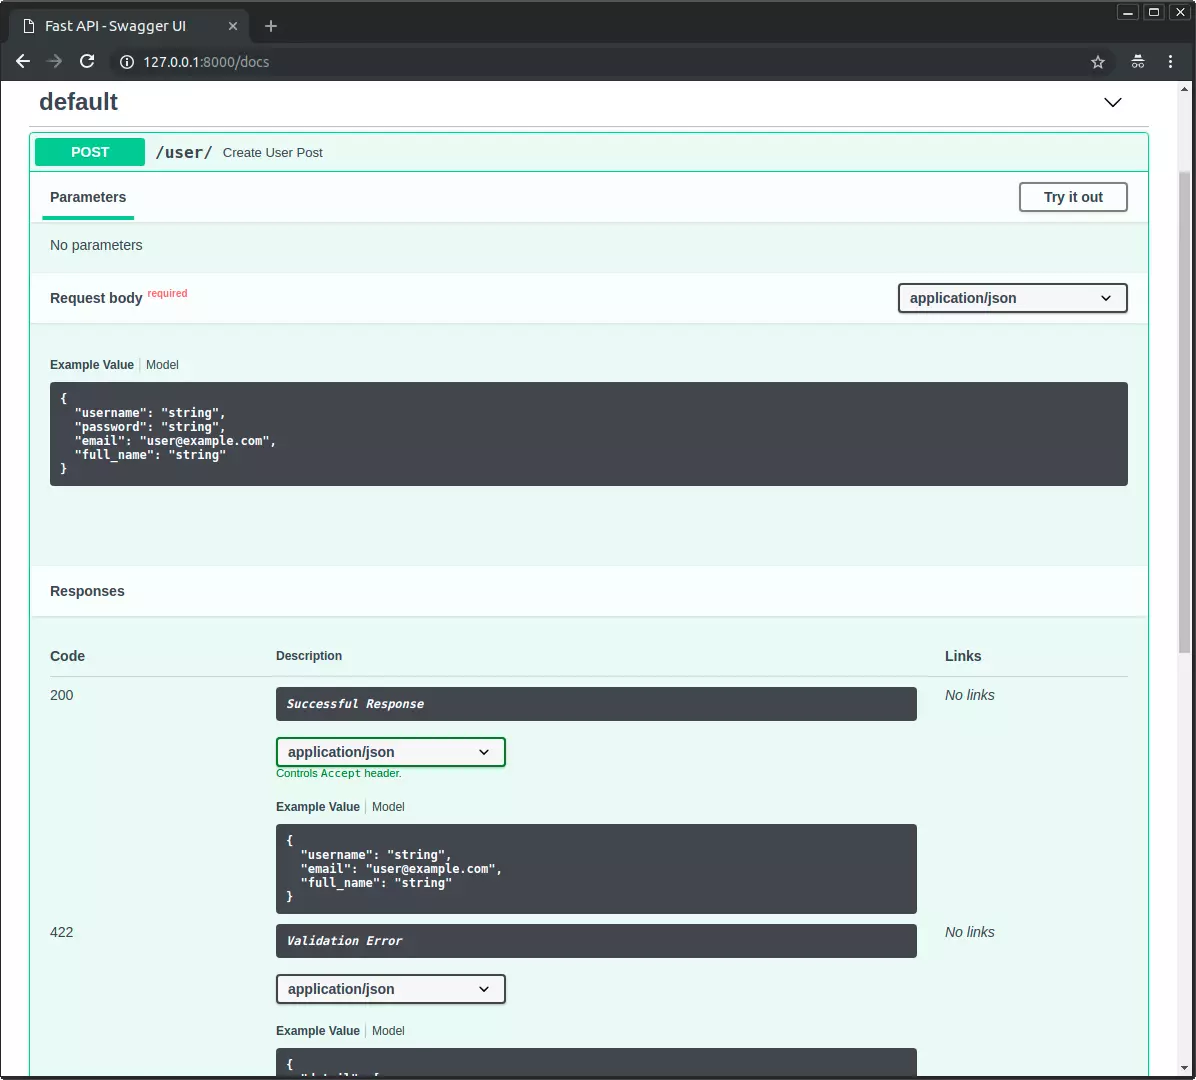 Fast API - Swagger UI
127.0.0.1:8000/docs
default
POST /user/ Create User Post
Parameters Try it out
No parameters
Request body required application/json
Example Value Model
{
"username": "string",
"password": "string",
"email": "user@example.com",
"full_name": "string"
}
Responses
Code Description Links
200 Successful Response No links
application/json
Controls Accept header.
Example Value Model
{
"username": "string",
"email": "user@example.com",
"full_name": "string"
}
422 Validation Error No links
application/json
Example Value Model
{